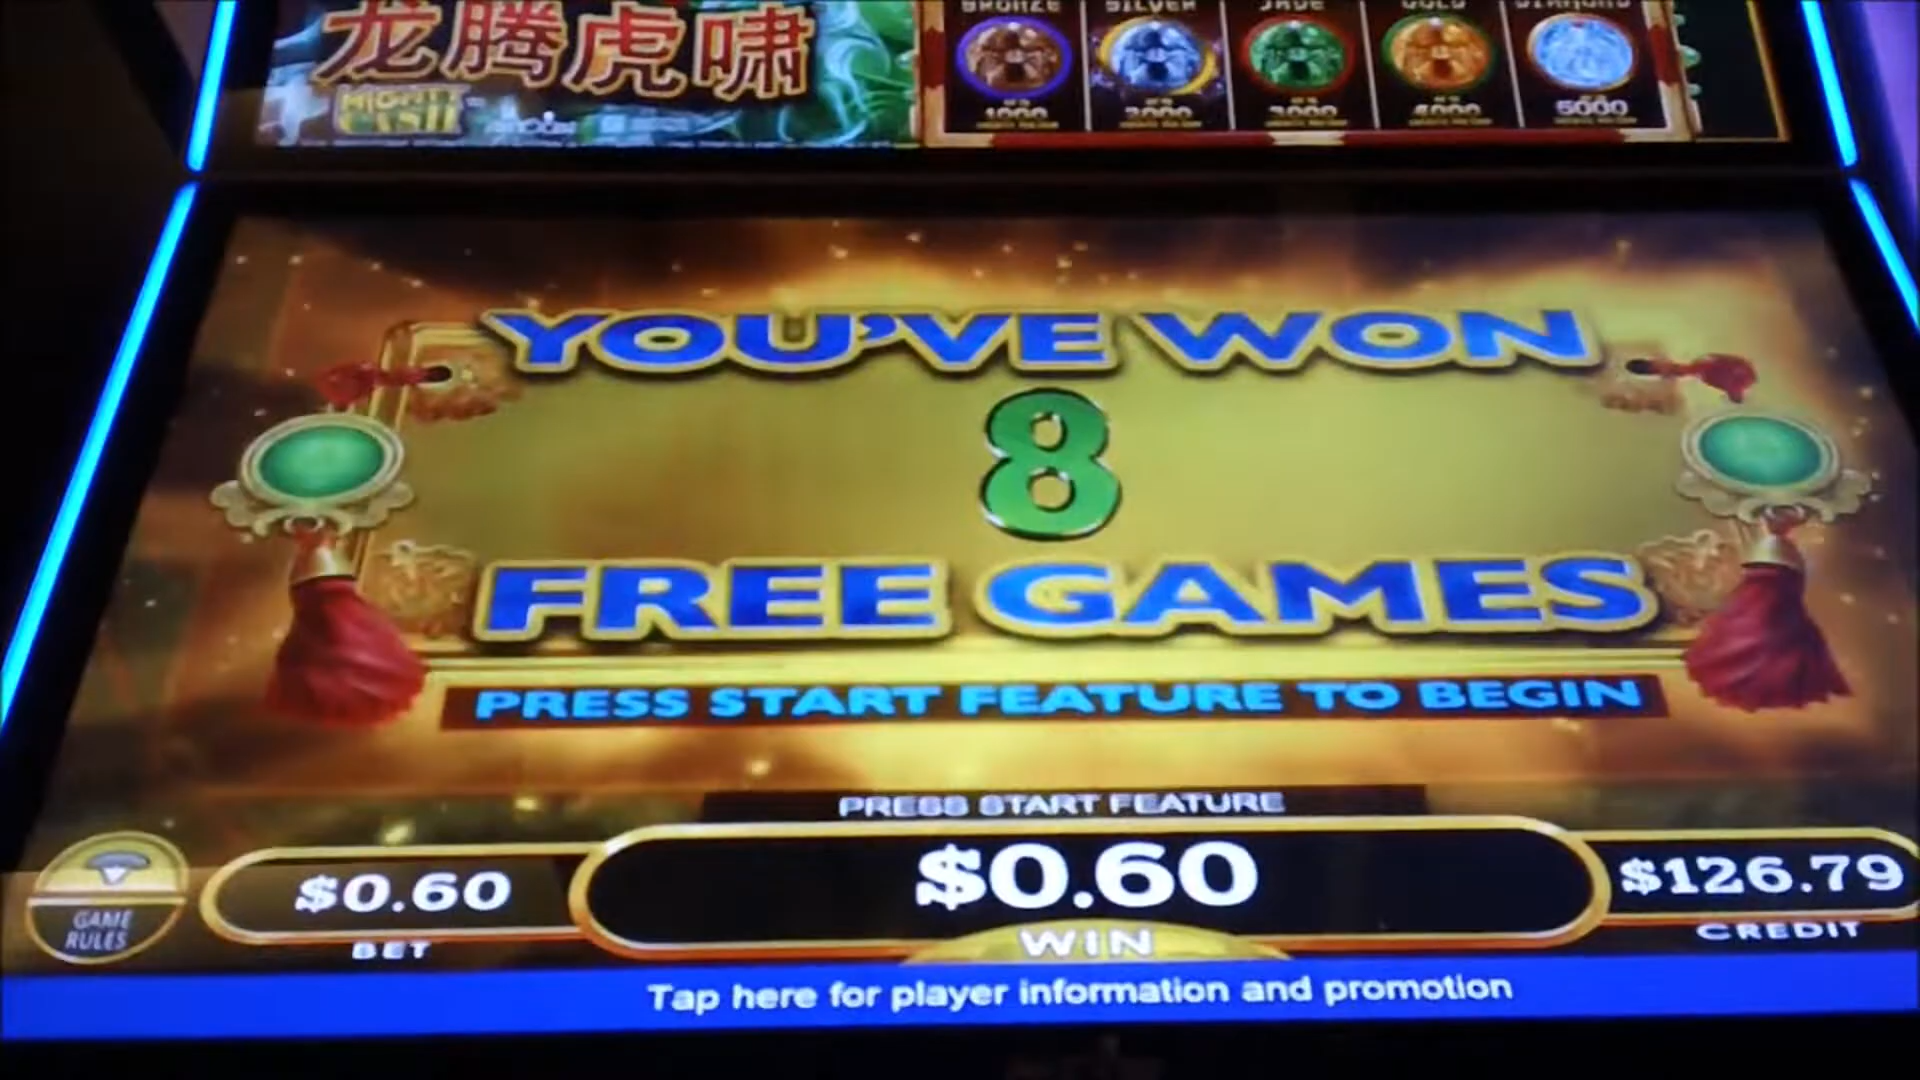 龙腾虎啸
MIGHTY CASH
BRONZE SILVER JADE GOLD DIAMOND
1000 2000 3000 4000 5000
YOU'VE WON
8
FREE GAMES
PRESS START FEATURE TO BEGIN
PRESS START FEATURE
$0.60 $0.60 $126.79
BET WIN CREDIT
GAME
RULES
Tap here for player information and promotion